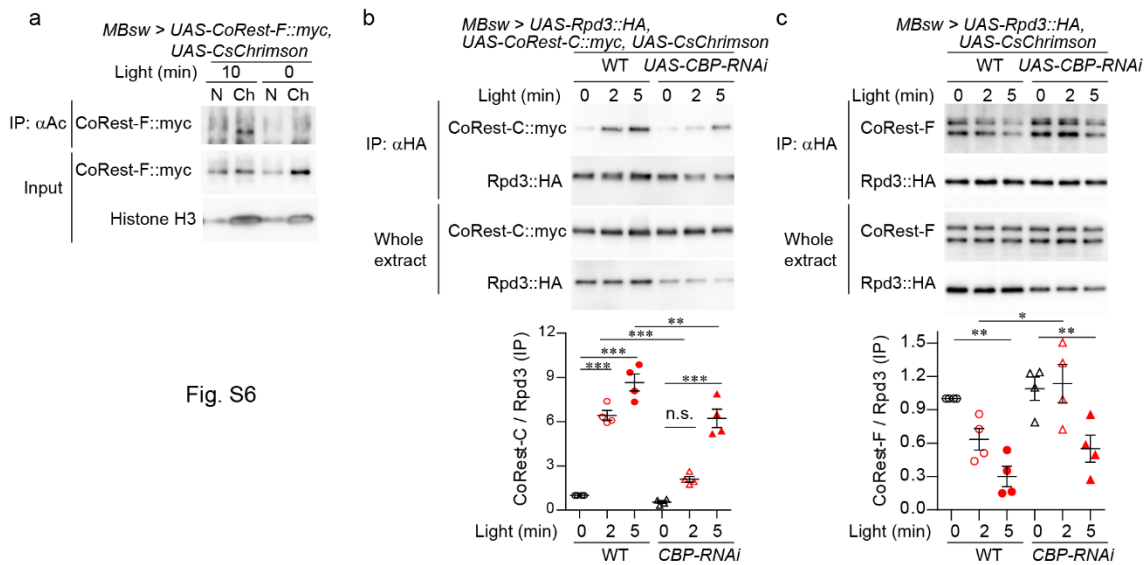 a
MBsw > UAS-CoRest-F::myc,
UAS-CsChrimson
Light (min) 10 0
N Ch N Ch
IP: αAc CoRest-F::myc
Input CoRest-F::myc
Histone H3
Fig. S6
b
MBsw > UAS-Rpd3::HA,
UAS-CoRest-C::myc, UAS-CsChrimson
WT UAS-CBP-RNAi
Light (min) 0 2 5 0 2 5
IP: αHA CoRest-C::myc
Rpd3::HA
Whole extract CoRest-C::myc
Rpd3::HA
CoRest-C / Rpd3 (IP)
12
9
6
3
0
** 
***
***
***
***
n.s.
Light (min) 0 2 5 0 2 5
WT CBP-RNAi
c
MBsw > UAS-Rpd3::HA,
UAS-CsChrimson
WT UAS-CBP-RNAi
Light (min) 0 2 5 0 2 5
IP: αHA CoRest-F
Rpd3::HA
Whole extract CoRest-F
Rpd3::HA
CoRest-F / Rpd3 (IP)
1.5
1.2
0.9
0.6
0.3
0.0
*
** **
Light (min) 0 2 5 0 2 5
WT CBP-RNAi